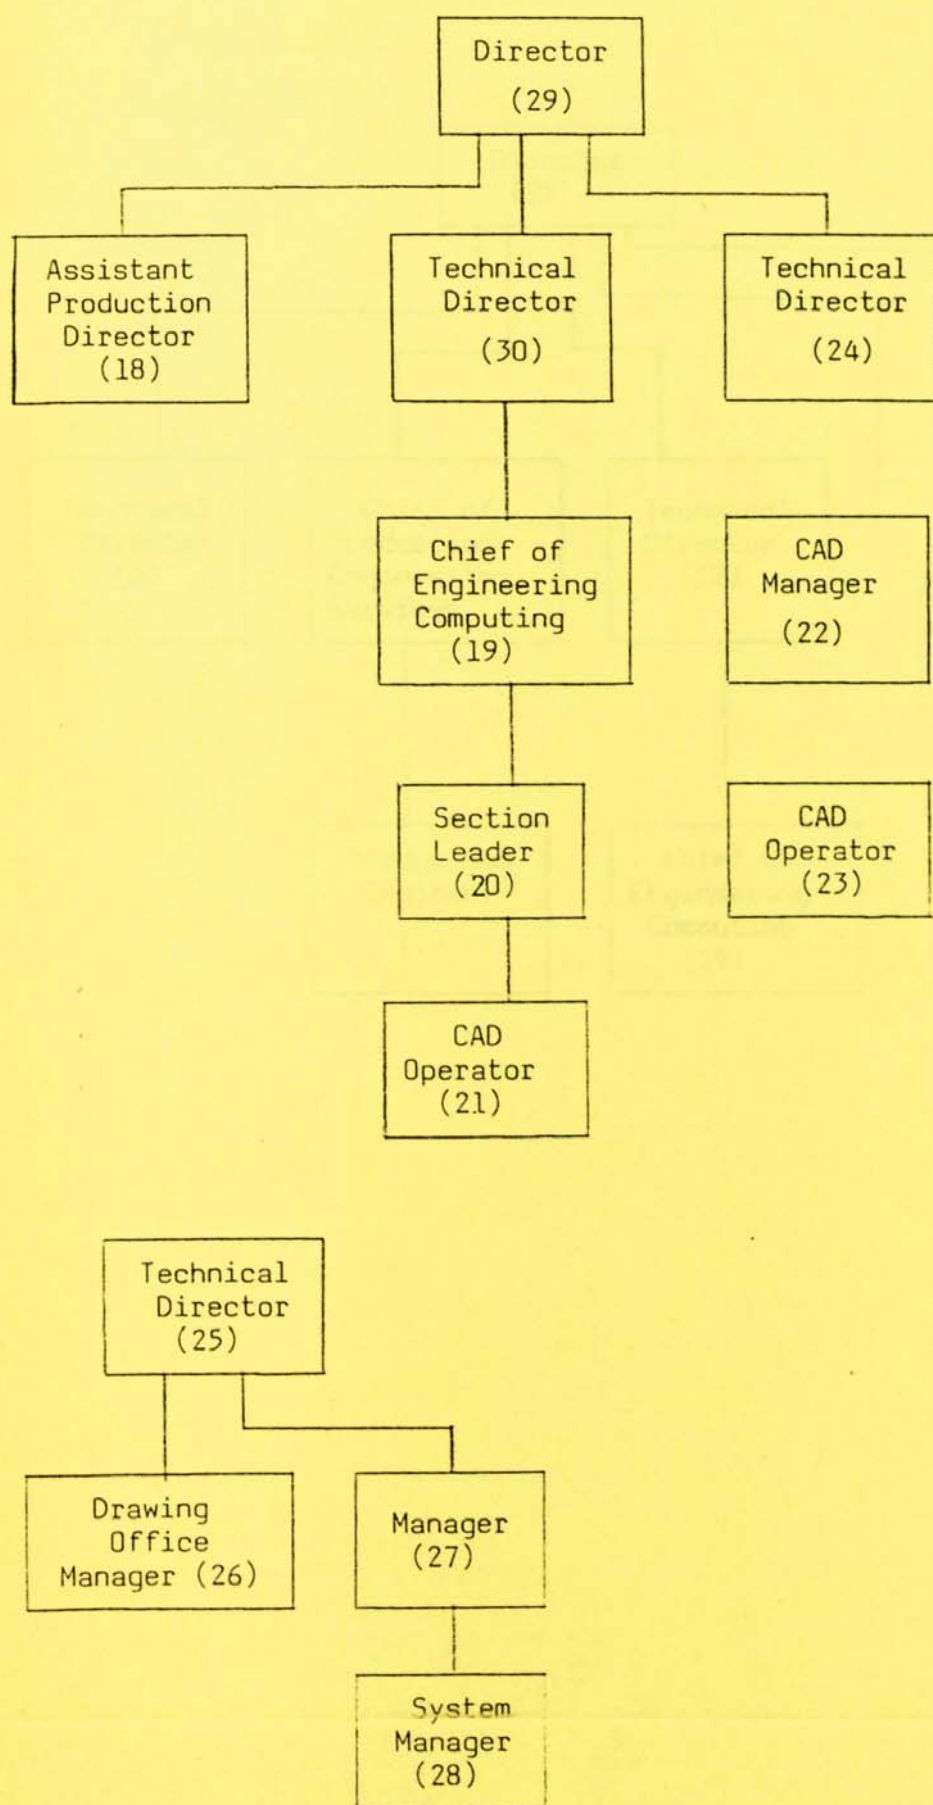 Director
(29)
Assistant
Production
Director
(18)
Technical
Director
(30)
Technical
Director
(24)
Chief of
Engineering
Computing
(19)
CAD
Manager
(22)
Section
Leader
(20)
CAD
Operator
(23)
CAD
Operator
(21)
Technical
Director
(25)
Drawing
Office
Manager (26)
Manager
(27)
System
Manager
(28)